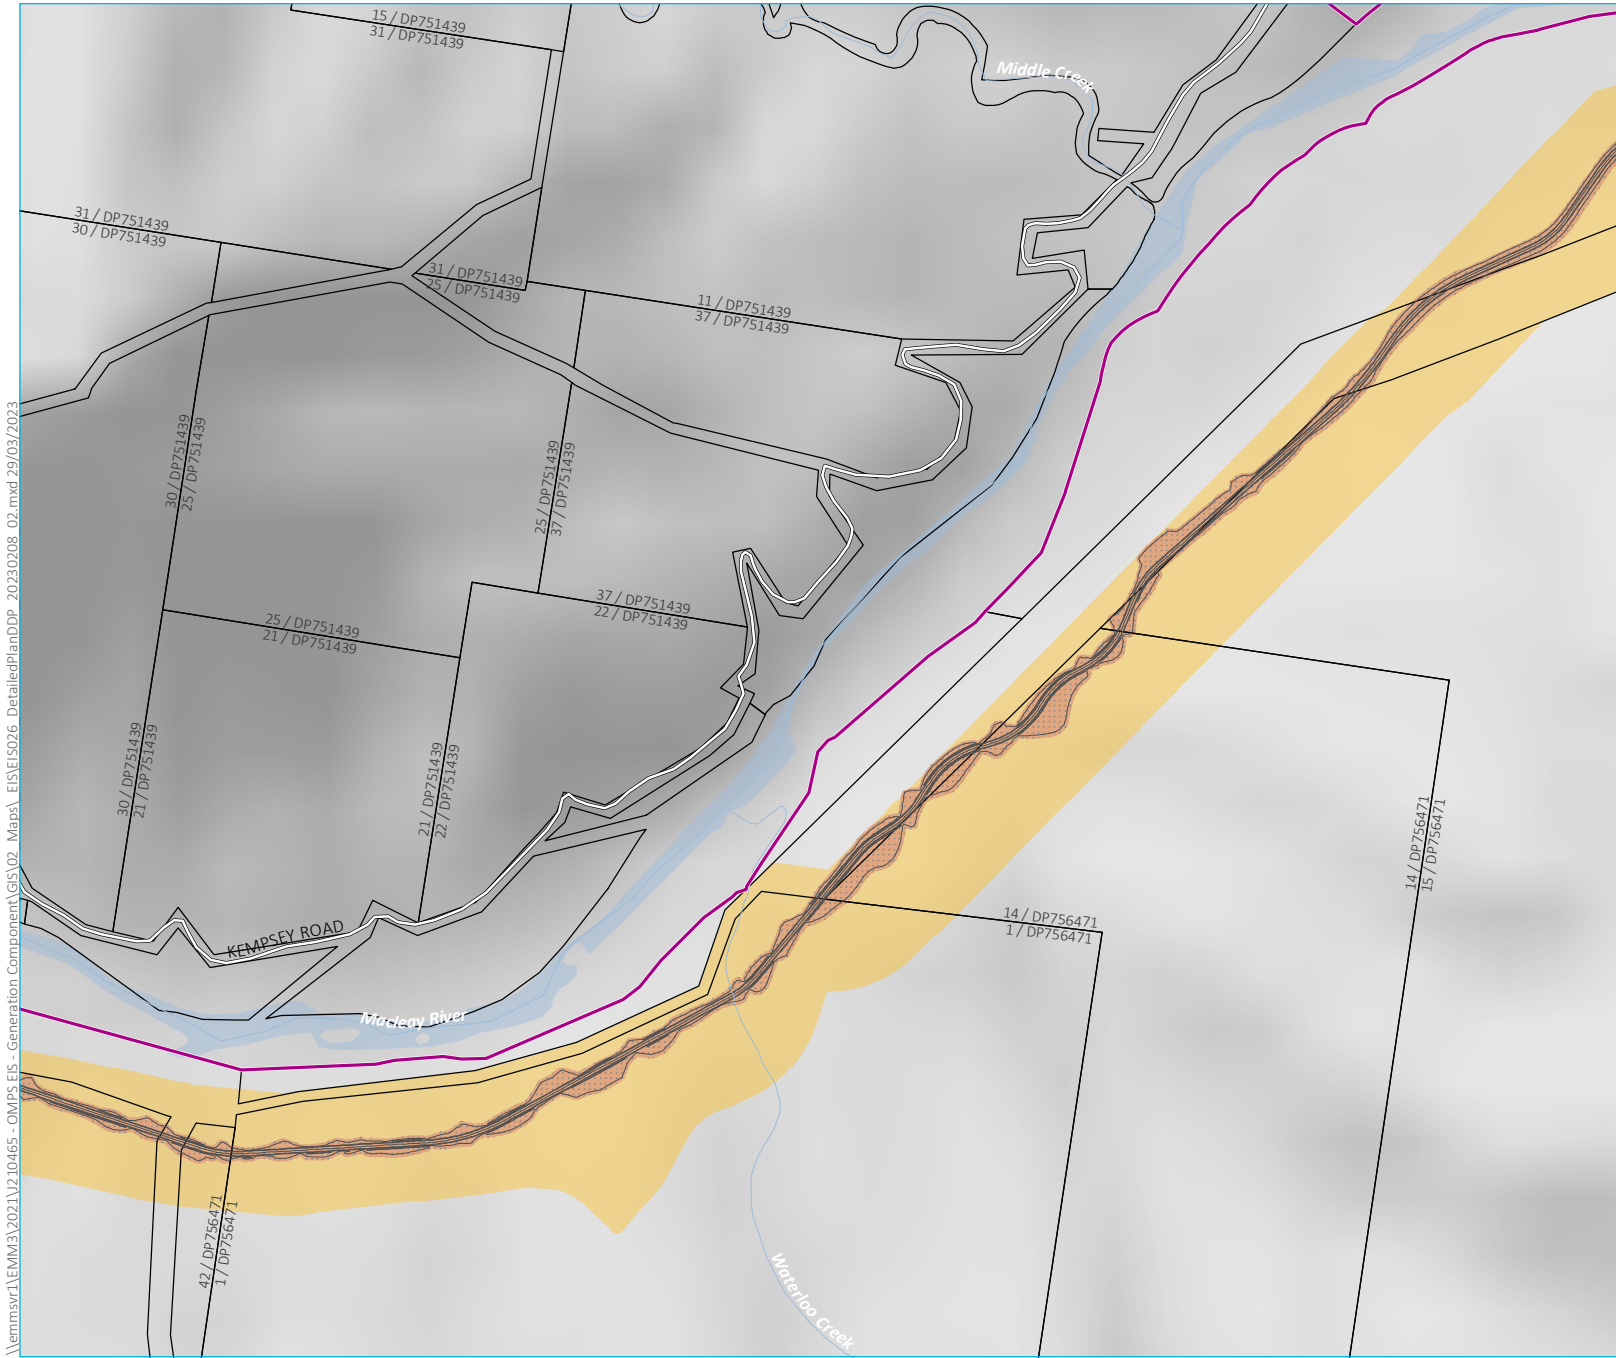 15 / DP751439
31 / DP751439
Middle Creek
31 / DP751439
30 / DP751439
31 / DP751439
25 / DP751439
11 / DP751439
37 / DP751439
30 / DP751439
25 / DP751439
25 / DP751439
37 / DP751439
37 / DP751439
22 / DP751439
25 / DP751439
21 / DP751439
30 / DP751439
21 / DP751439
21 / DP751439
22 / DP751439
14 / DP756471
15 / DP756471
14 / DP756471
1 / DP756471
KEMPSEY ROAD
Macleay River
42 / DP756471
1 / DP756471
Waterloo Creek
\\emmsvr1\EMM3\2021\J210465 - OMPS EIS - Generation Component\GIS\02_Maps\_EIS\EIS026_DetailedPlanDDP_20230208_02.mxd 29/03/2023